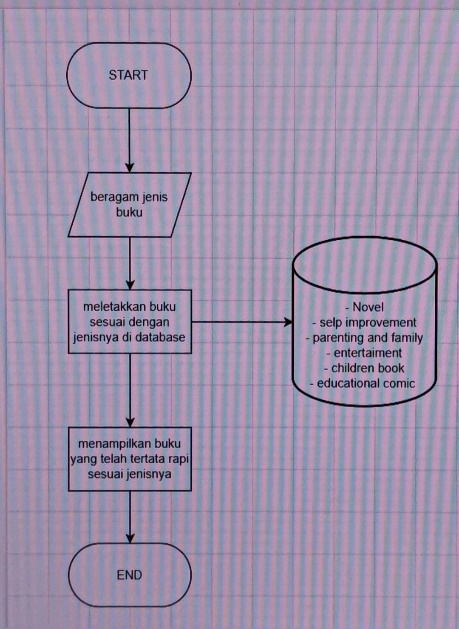 START
beragam jenis
buku
meletakkan buku
sesuai dengan
jenisnya di database
- Novel
- selp improvement
- parenting and family
- entertaiment
- children book
- educational comic
menampilkan buku
yang telah tertata rapi
sesuai jenisnya
END